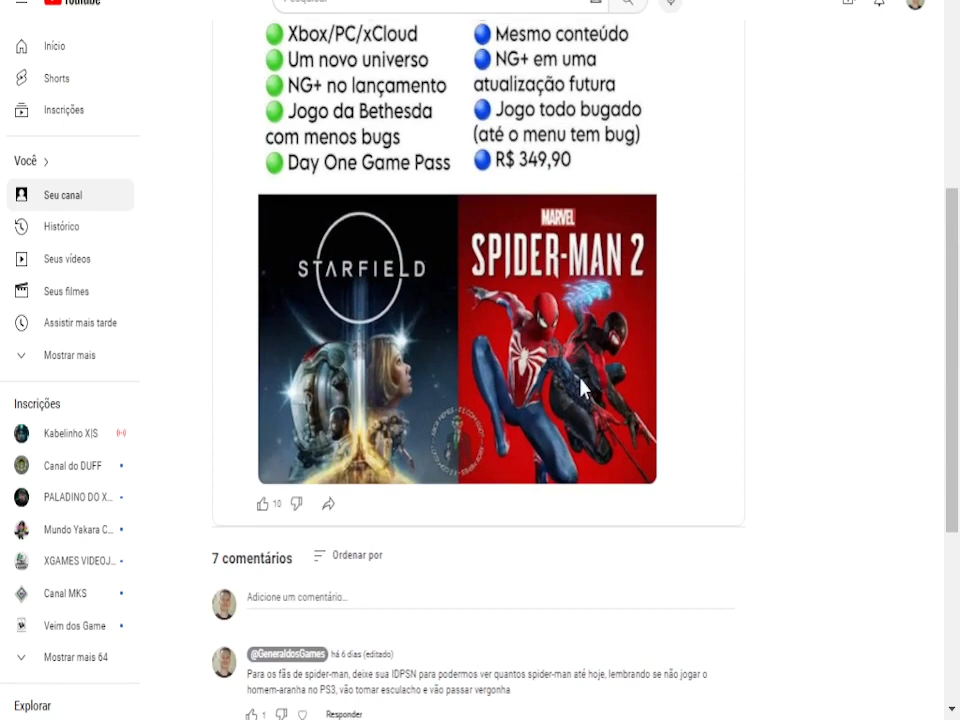 YouTube
Início
Shorts
Inscrições
Você
Seu canal
Histórico
Seus vídeos
Seus filmes
Assistir mais tarde
Mostrar mais
Inscrições
Kabelinho X|S
Canal do DUFF
PALADINO DO X...
Mundo Yakara C...
XGAMES VIDEOJ...
Canal MKS
Veim dos Game
Mostrar mais 64
Explorar
Xbox/PC/xCloud
Um novo universo
NG+ no lançamento
Jogo da Bethesda
com menos bugs
Day One Game Pass
Mesmo conteúdo
NG+ em uma
atualização futura
Jogo todo bugado
(até o menu tem bug)
R$ 349,90
STARFIELD
MARVEL
SPIDER-MAN 2
10
7 comentários
Ordenar por
Adicione um comentário...
@GeneraldosGames há 6 dias (editado)
Para os fãs de spider-man, deixe sua IDPSN para podermos ver quantos spider-man até hoje, lembrando se não jogar o
homem-aranha no PS3, vão tomar esculacho e vão passar vergonha
1
Responder